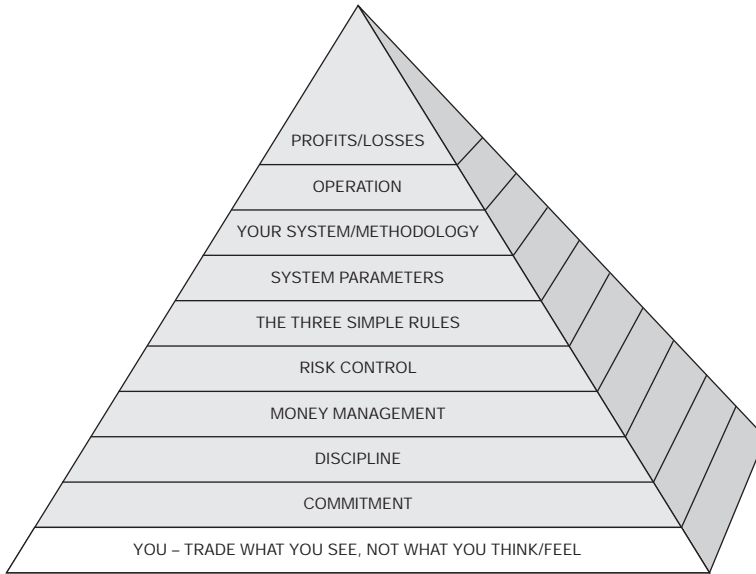 PROFITS/LOSSES
OPERATION
YOUR SYSTEM/METHODOLOGY
SYSTEM PARAMETERS
THE THREE SIMPLE RULES
RISK CONTROL
MONEY MANAGEMENT
DISCIPLINE
COMMITMENT
YOU – TRADE WHAT YOU SEE, NOT WHAT YOU THINK/FEEL